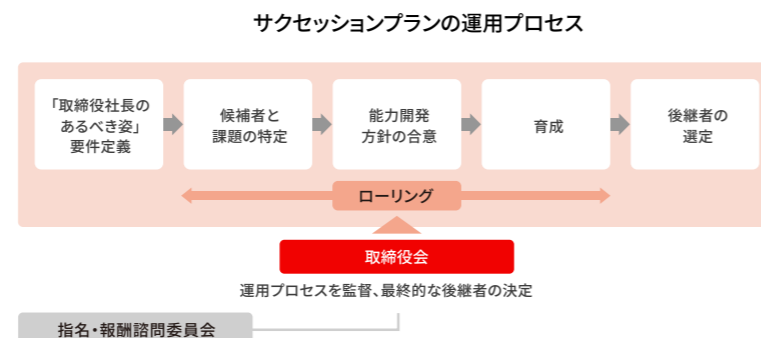 サクセッションプランの運用プロセス
「取締役社長の
あるべき姿」
要件定義
候補者と
課題の特定
能力開発
方針の合意
育成
後継者の
選定
ローリング
取締役会
運用プロセスを監督、最終的な後継者の決定
指名・報酬諮問委員会